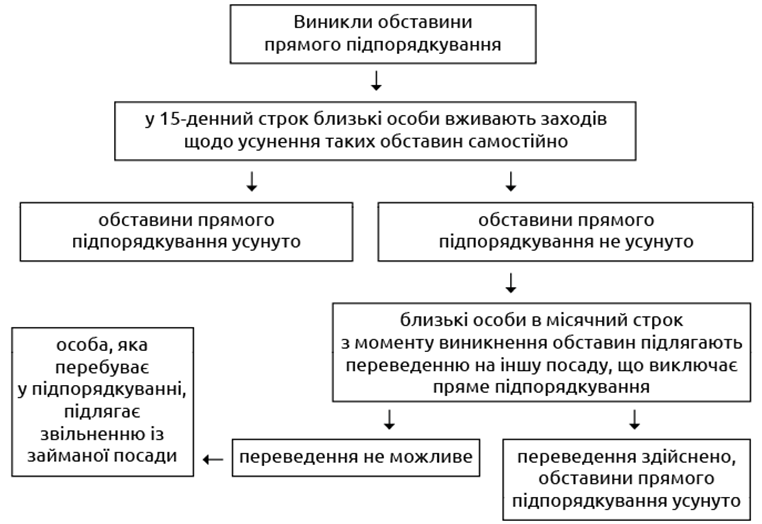 Виникли обставини
прямого підпорядкування
у 15-денний строк близькі особи вживають заходів
щодо усунення таких обставин самостійно
обставини прямого
підпорядкування усунуто
обставини прямого
підпорядкування не усунуто
близькі особи в місячний строк
з моменту виникнення обставин підлягають
переведенню на іншу посаду, що виключає
пряме підпорядкування
особа, яка
перебуває
у підпорядкуванні,
підлягає
звільненню із
займаної посади
переведення не можливе
переведення здійснено,
обставини прямого
підпорядкування усунуто